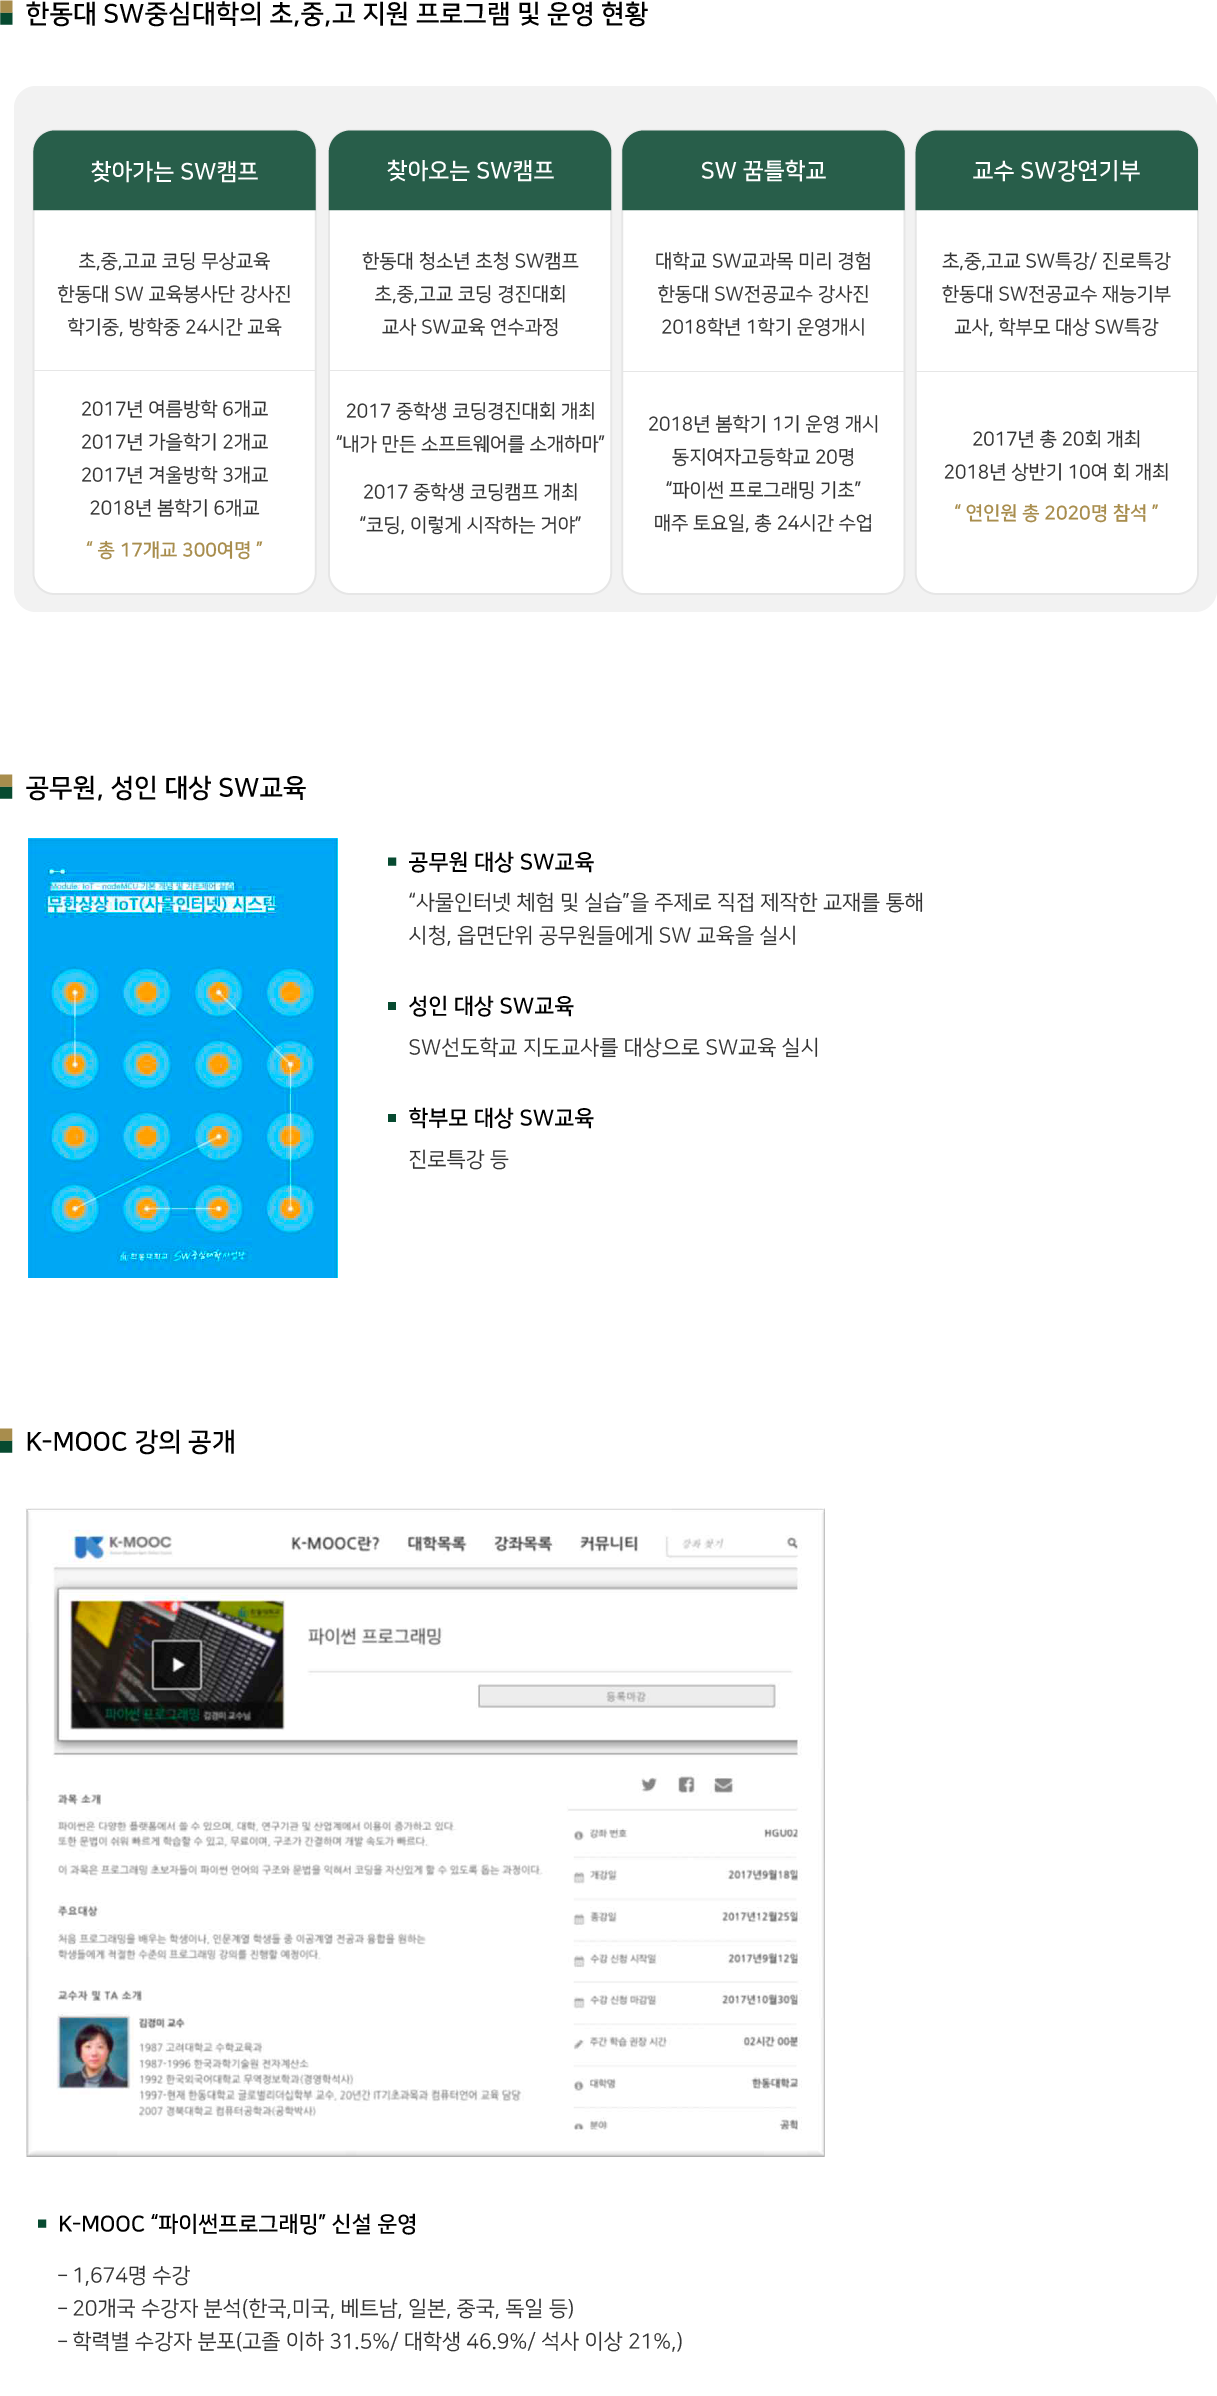 한동대 SW중심대학의 초,중,고 지원 프로그램 및 운영 현황
찾아가는 SW캠프
초,중,고교 코딩 무상교육
한동대 SW 교육봉사단 강사진
학기중, 방학중 24시간 교육
2017년 여름방학 6개교
2017년 가을학기 2개교
2017년 겨울방학 3개교
2018년 봄학기 6개교
“ 총 17개교 300여명 ”
찾아오는 SW캠프
한동대 청소년 초청 SW캠프
초,중,고교 코딩 경진대회
교사 SW교육 연수과정
2017 중학생 코딩경진대회 개최
“내가 만든 소프트웨어를 소개하마”
2017 중학생 코딩캠프 개최
“코딩, 이렇게 시작하는 거야”
SW 꿈틀학교
대학교 SW교과목 미리 경험
한동대 SW전공교수 강사진
2018학년 1학기 운영개시
2018년 봄학기 1기 운영 개시
동지여자고등학교 20명
“파이썬 프로그래밍 기초”
매주 토요일, 총 24시간 수업
교수 SW강연기부
초,중,고교 SW특강/ 진로특강
한동대 SW전공교수 재능기부
교사, 학부모 대상 SW특강
2017년 총 20회 개최
2018년 상반기 10여 회 개최
“ 연인원 총 2020명 참석 ”
공무원, 성인 대상 SW교육
Module: IoT - nodeMCU 기본 개념 및 기초제어 실습
무한상상 IoT(사물인터넷) 시스템
한동대학교 SW중심대학사업단
공무원 대상 SW교육
“사물인터넷 체험 및 실습”을 주제로 직접 제작한 교재를 통해
시청, 읍면단위 공무원들에게 SW 교육을 실시
성인 대상 SW교육
SW선도학교 지도교사를 대상으로 SW교육 실시
학부모 대상 SW교육
진로특강 등
K-MOOC 강의 공개
K-MOOC
K-MOOC란? 대학목록 강좌목록 커뮤니티 강좌 찾기
한동대학교
파이썬 프로그래밍 김경미 교수님
파이썬 프로그래밍
등록마감
과목 소개
파이썬은 다양한 플랫폼에서 쓸 수 있으며, 대학, 연구기관 및 산업계에서 이용이 증가하고 있다.
또한 문법이 쉬워 빠르게 학습할 수 있고, 무료이며, 구조가 간결하며 개발 속도가 빠르다.
이 과목은 프로그래밍 초보자들이 파이썬 언어의 구조와 문법을 익혀서 코딩을 자신있게 할 수 있도록 돕는 과정이다.
주요대상
처음 프로그래밍을 배우는 학생이나, 인문계열 학생들 중 이공계열 전공과 융합을 원하는
학생들에게 적절한 수준의 프로그래밍 강의를 진행할 예정이다.
교수자 및 TA 소개
김경미 교수
1987 고려대학교 수학교육과
1987-1996 한국과학기술원 전자계산소
1992 한국외국어대학교 무역정보학과(경영학석사)
1997-현재 한동대학교 글로벌리더십학부 교수, 20년간 IT기초과목과 컴퓨터언어 교육 담당
2007 경북대학교 컴퓨터공학과(공학박사)
강좌 번호 HGU02
개강일 2017년9월18일
종강일 2017년12월25일
수강 신청 시작일 2017년9월12일
수강 신청 마감일 2017년10월30일
주간 학습 권장 시간 02시간 00분
대학명 한동대학교
분야 공학
K-MOOC “파이썬프로그래밍” 신설 운영
– 1,674명 수강
– 20개국 수강자 분석(한국,미국, 베트남, 일본, 중국, 독일 등)
– 학력별 수강자 분포(고졸 이하 31.5%/ 대학생 46.9%/ 석사 이상 21%,)